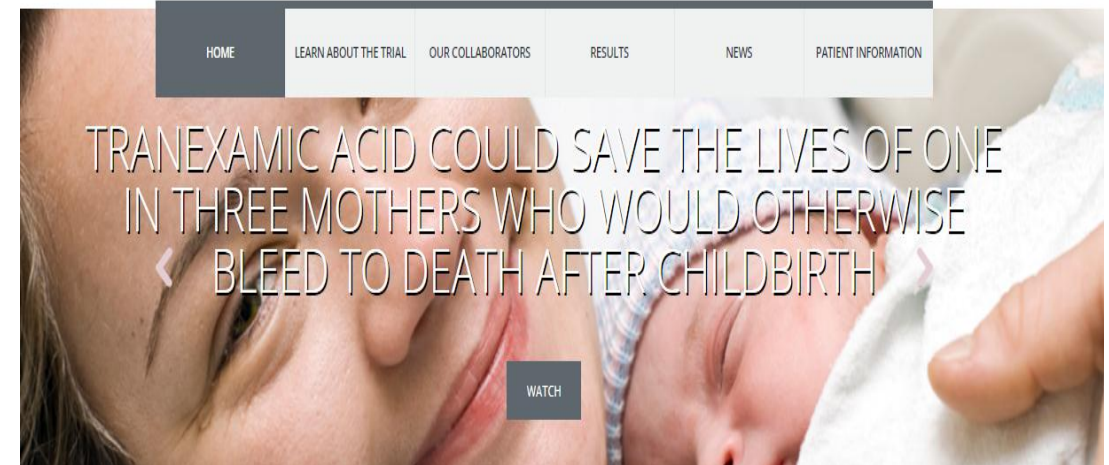 HOME
LEARN ABOUT THE TRIAL
OUR COLLABORATORS
RESULTS
NEWS
PATIENT INFORMATION
TRANEXAMIC ACID COULD SAVE THE LIVES OF ONE
IN THREE MOTHERS WHO WOULD OTHERWISE
BLEED TO DEATH AFTER CHILDBIRTH
WATCH